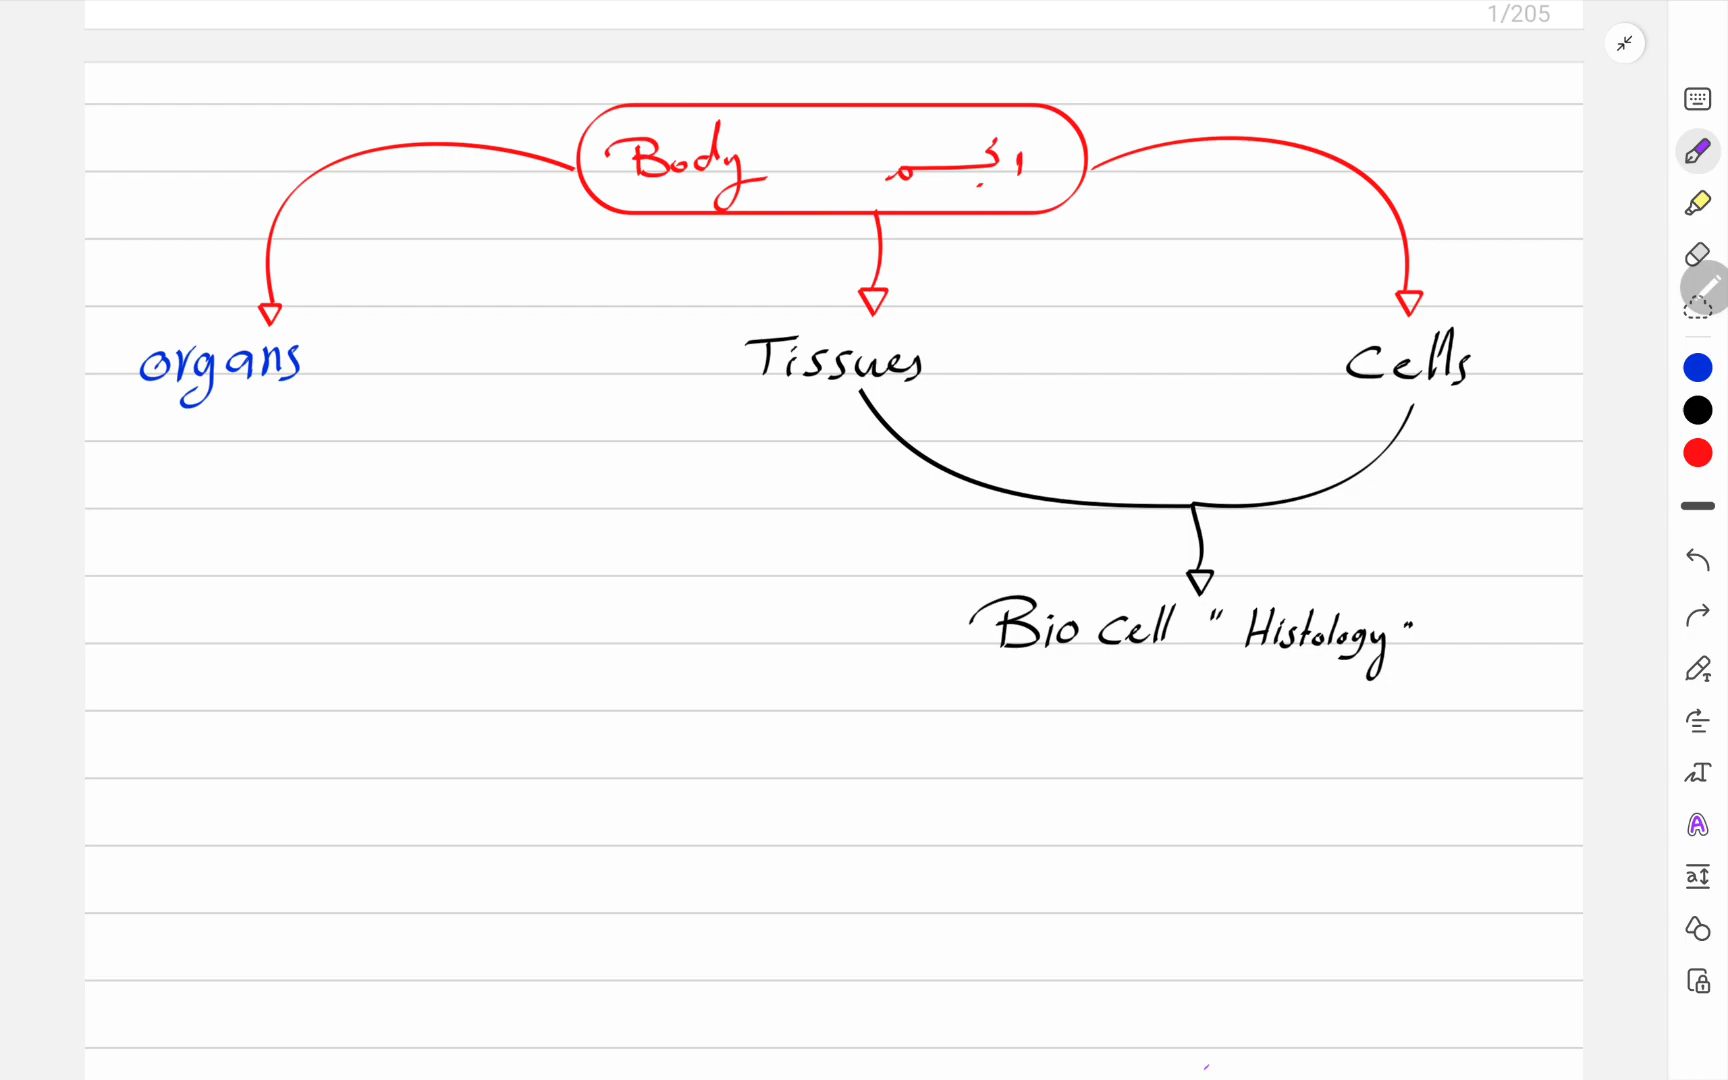 1/205
Body الجسم
organs Tissues Cells
Bio cell " Histology "